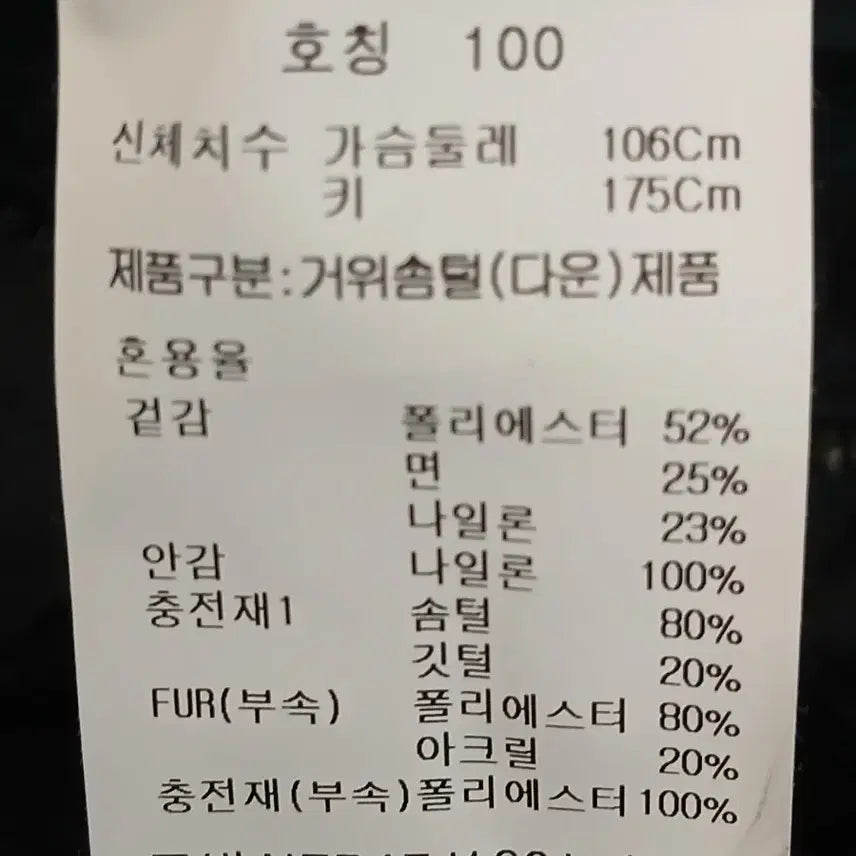 호칭 100
신체치수 가슴둘레 106Cm
키 175Cm
제품구분:거위솜털(다운)제품
혼용율
겉감 폴리에스터 52%
면 25%
나일론 23%
안감 나일론 100%
충전재1 솜털 80%
깃털 20%
FUR(부속) 폴리에스터 80%
아크릴 20%
충전재(부속)폴리에스터 100%